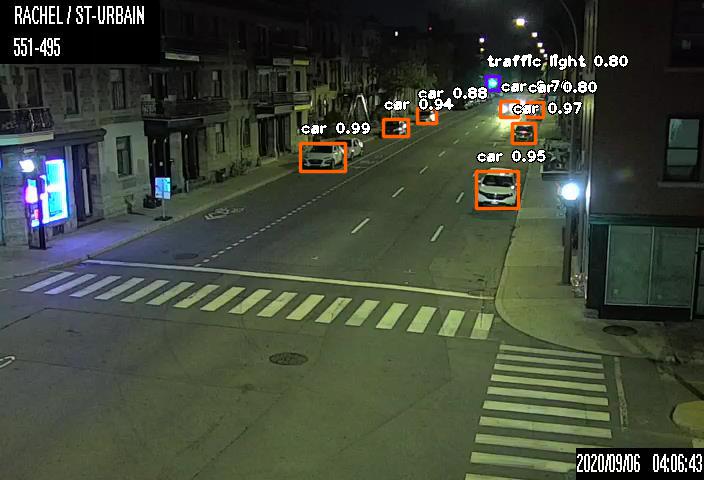 RACHEL / ST-URBAIN
551-495
traffic light 0.80
car 0.80
car 0.88
car 0.94
car 0.97
car 0.99
car 0.95
2020/09/06 04:06:43